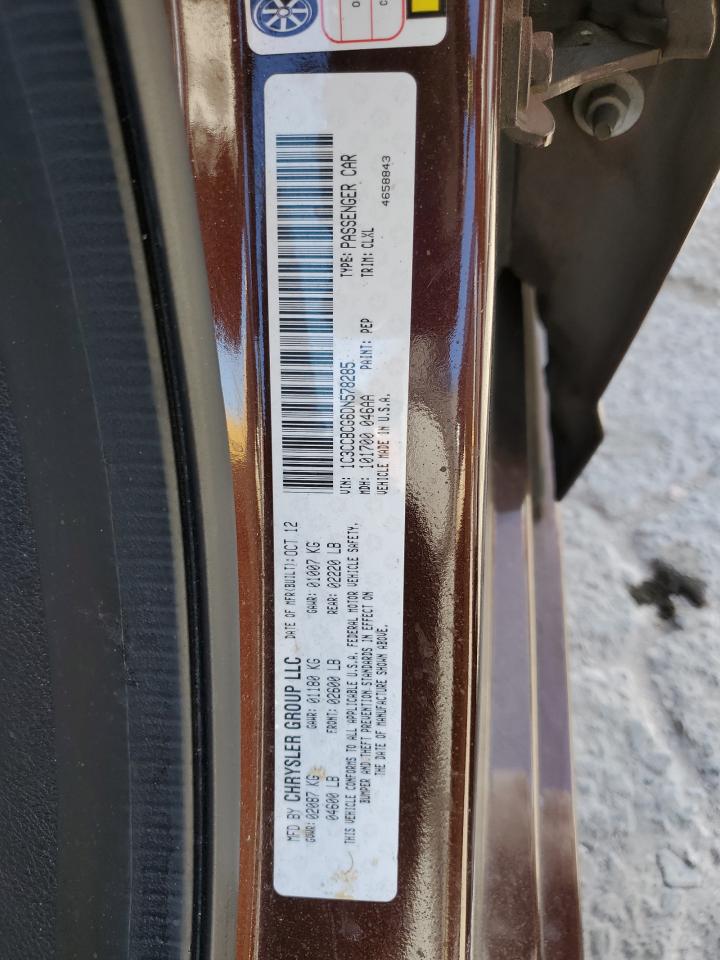 MFD BY CHRYSLER GROUP LLC
DATE OF MFR(BUILT):OCT 12
GVWR:02087 KG
GAWR:01180 KG
GAWR:01007 KG
04600 LB
FRONT:02600 LB
REAR:02220 LB
THIS VEHICLE CONFORMS TO ALL APPLICABLE U.S.A. FEDERAL MOTOR VEHICLE SAFETY,
BUMPER AND THEFT PREVENTION STANDARDS IN EFFECT ON
THE DATE OF MANUFACTURE SHOWN ABOVE.
VIN: 1C3CCBCG6DN578285
TYPE:PASSENGER CAR
MDH: 101700 046AA
PAINT: PEP
TRIM: CLXL
VEHICLE MADE IN U.S.A.
4658843